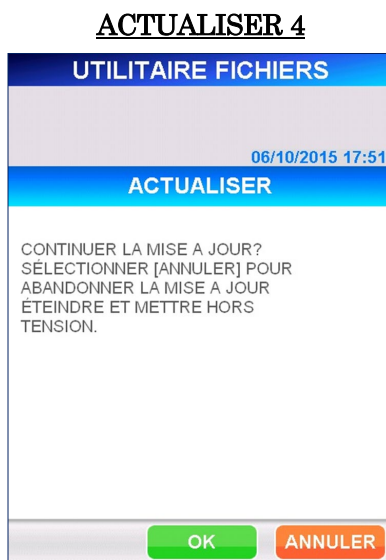 ACTUALISER 4
UTILITAIRE FICHIERS
06/10/2015 17:51
ACTUALISER
CONTINUER LA MISE A JOUR?
SÉLECTIONNER [ANNULER] POUR
ABANDONNER LA MISE A JOUR
ÉTEINDRE ET METTRE HORS
TENSION.
OK
ANNULER